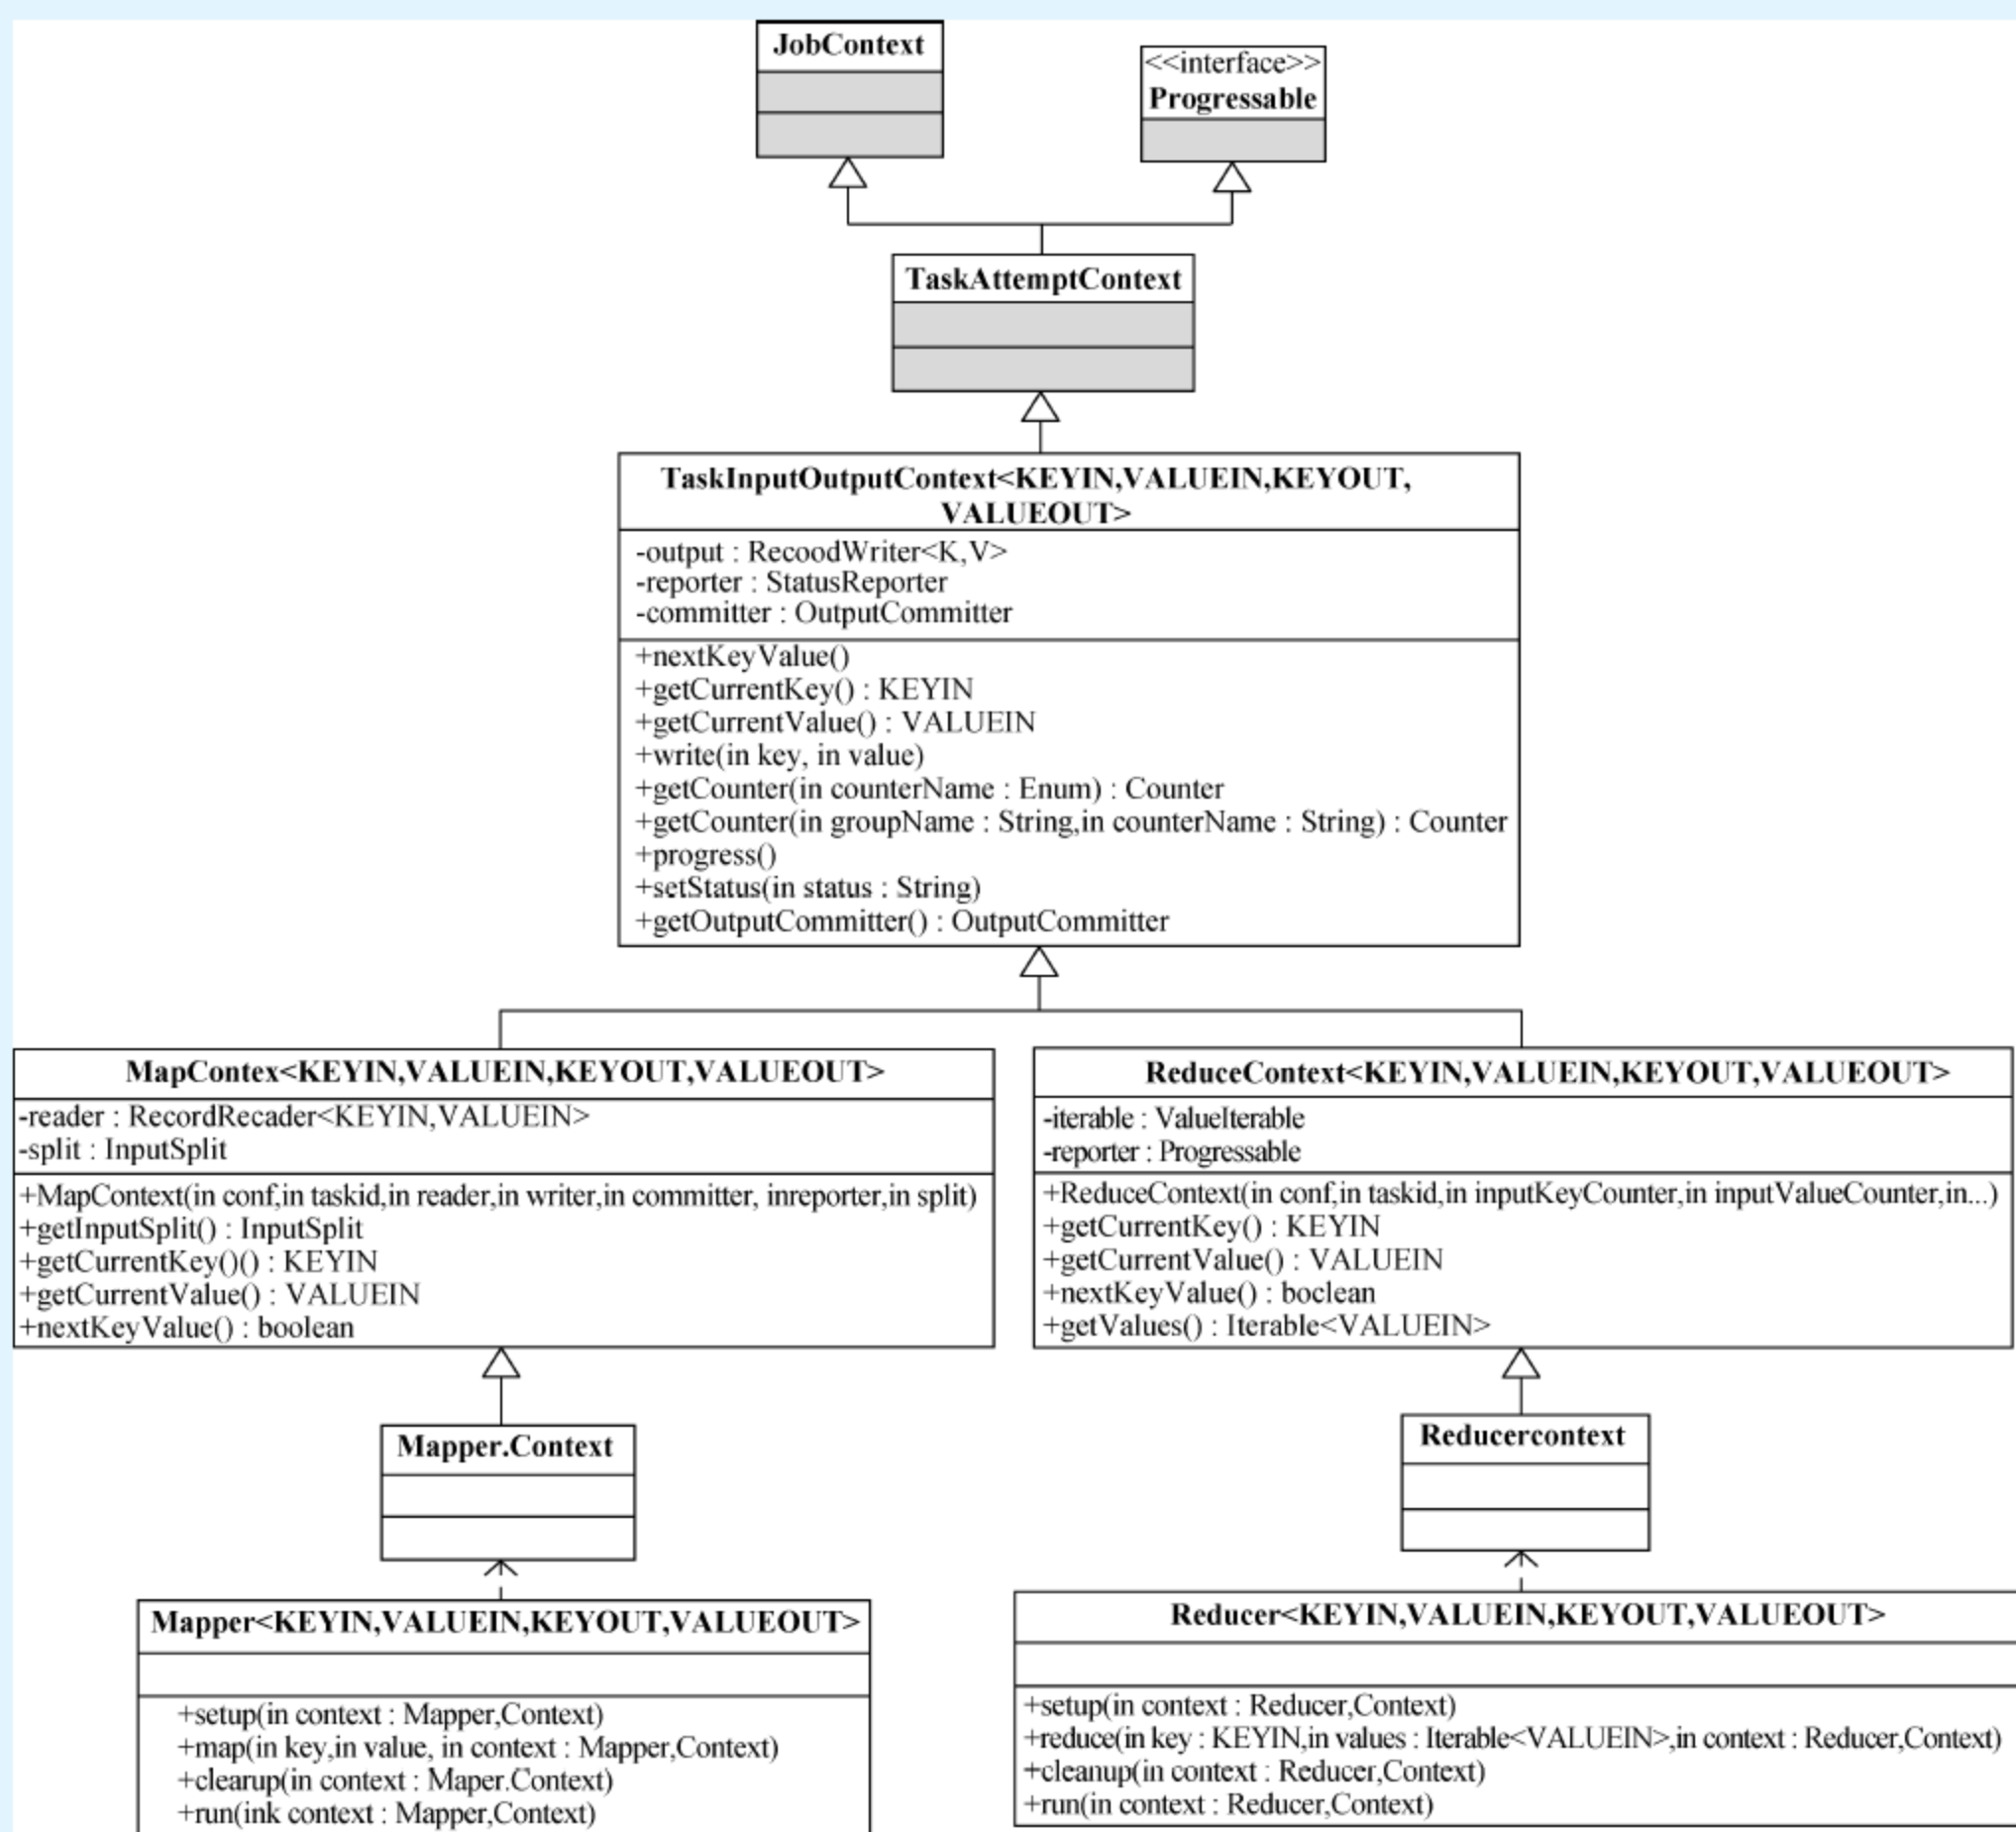 JobContext
<<interface>>
Progressable
TaskAttemptContext
TaskInputOutputContext<KEYIN,VALUEIN,KEYOUT,
VALUEOUT>
-output : RecoodWriter<K,V>
-reporter : StatusReporter
-committer : OutputCommitter
+nextKeyValue()
+getCurrentKey() : KEYIN
+getCurrentValue() : VALUEIN
+write(in key, in value)
+getCounter(in counterName : Enum) : Counter
+getCounter(in groupName : String,in counterName : String) : Counter
+progress()
+setStatus(in status : String)
+getOutputCommitter() : OutputCommitter
MapContex<KEYIN,VALUEIN,KEYOUT,VALUEOUT>
-reader : RecordRecader<KEYIN,VALUEIN>
-split : InputSplit
+MapContext(in conf,in taskid,in reader,in writer,in committer, inreporter,in split)
+getInputSplit() : InputSplit
+getCurrentKey()() : KEYIN
+getCurrentValue() : VALUEIN
+nextKeyValue() : boolean
ReduceContext<KEYIN,VALUEIN,KEYOUT,VALUEOUT>
-iterable : ValueIterable
-reporter : Progressable
+ReduceContext(in conf,in taskid,in inputKeyCounter,in inputValueCounter,in...)
+getCurrentKey() : KEYIN
+getCurrentValue() : VALUEIN
+nextKeyValue() : boclean
+getValues() : Iterable<VALUEIN>
Mapper.Context
Reducercontext
Mapper<KEYIN,VALUEIN,KEYOUT,VALUEOUT>
+setup(in context : Mapper,Context)
+map(in key,in value, in context : Mapper,Context)
+clearup(in context : Maper.Context)
+run(ink context : Mapper,Context)
Reducer<KEYIN,VALUEIN,KEYOUT,VALUEOUT>
+setup(in context : Reducer,Context)
+reduce(in key : KEYIN,in values : Iterable<VALUEIN>,in context : Reducer,Context)
+cleanup(in context : Reducer,Context)
+run(in context : Reducer,Context)